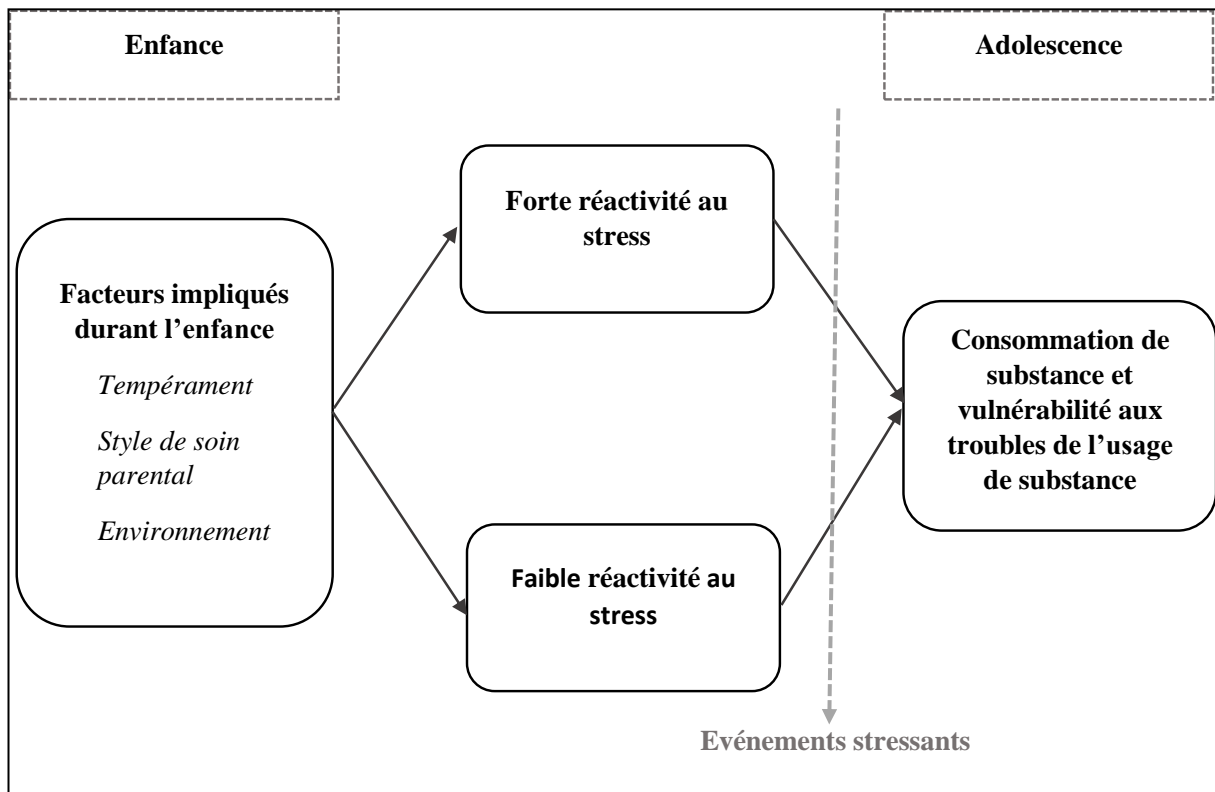 Enfance
Adolescence
Forte réactivité au
stress
Facteurs impliqués
durant l’enfance
Tempérament
Style de soin
parental
Environnement
Consommation de
substance et
vulnérabilité aux
troubles de l’usage
de substance
Faible réactivité au
stress
Evénements stressants